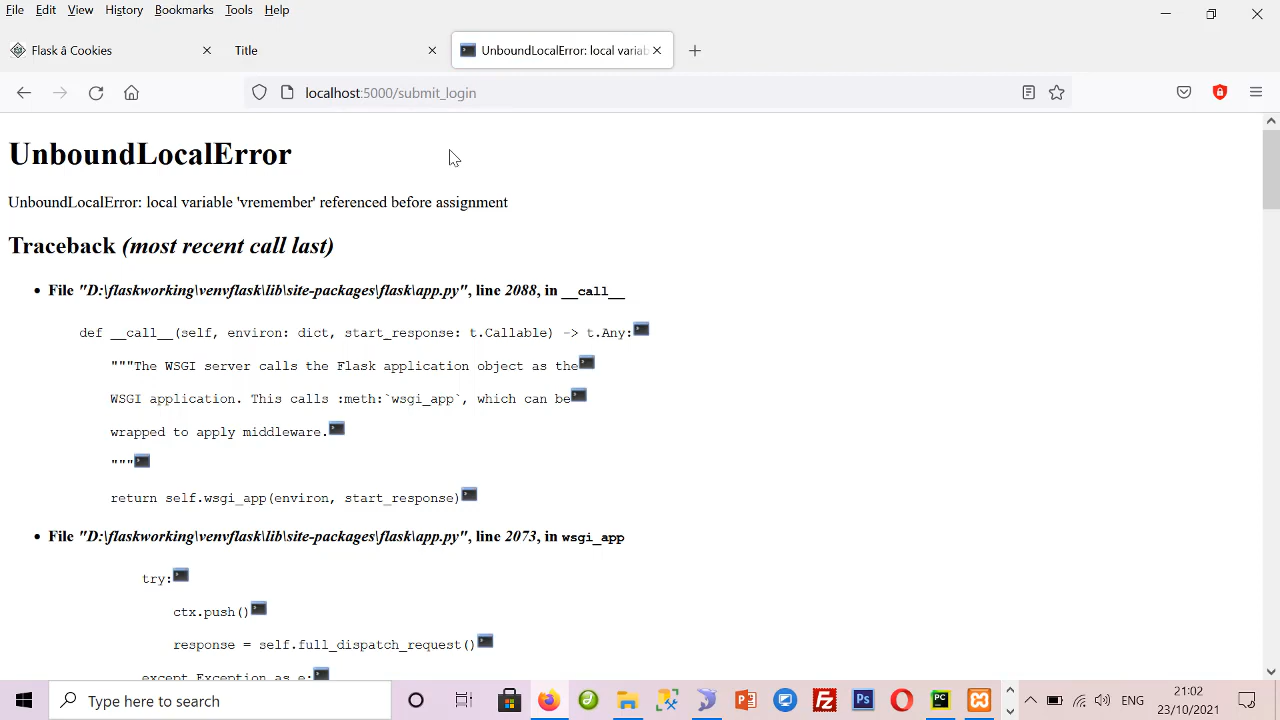 File Edit View History Bookmarks Tools Help
Flask â Cookies
Title
UnboundLocalError: local variab
localhost:5000/submit_login
UnboundLocalError
UnboundLocalError: local variable 'vremember' referenced before assignment
Traceback (most recent call last)
• File "D:\flaskworking\venvflask\lib\site-packages\flask\app.py", line 2088, in __call__
def __call__(self, environ: dict, start_response: t.Callable) -> t.Any:
"""The WSGI server calls the Flask application object as the
WSGI application. This calls :meth:`wsgi_app`, which can be
wrapped to apply middleware.
"""
return self.wsgi_app(environ, start_response)
• File "D:\flaskworking\venvflask\lib\site-packages\flask\app.py", line 2073, in wsgi_app
try:
ctx.push()
response = self.full_dispatch_request()
except Exception as e:
Type here to search
ENG
21:02
23/10/2021